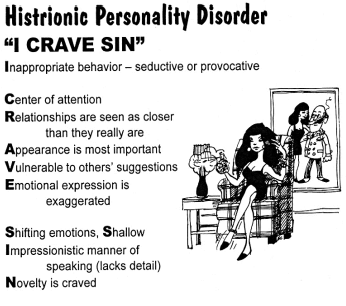 Histrionic Personality Disorder
“I CRAVE SIN”
Inappropriate behavior – seductive or provocative
Center of attention
Relationships are seen as closer
than they really are
Appearance is most important
Vulnerable to others' suggestions
Emotional expression is
exaggerated
Shifting emotions, Shallow
Impressionistic manner of
speaking (lacks detail)
Novelty is craved